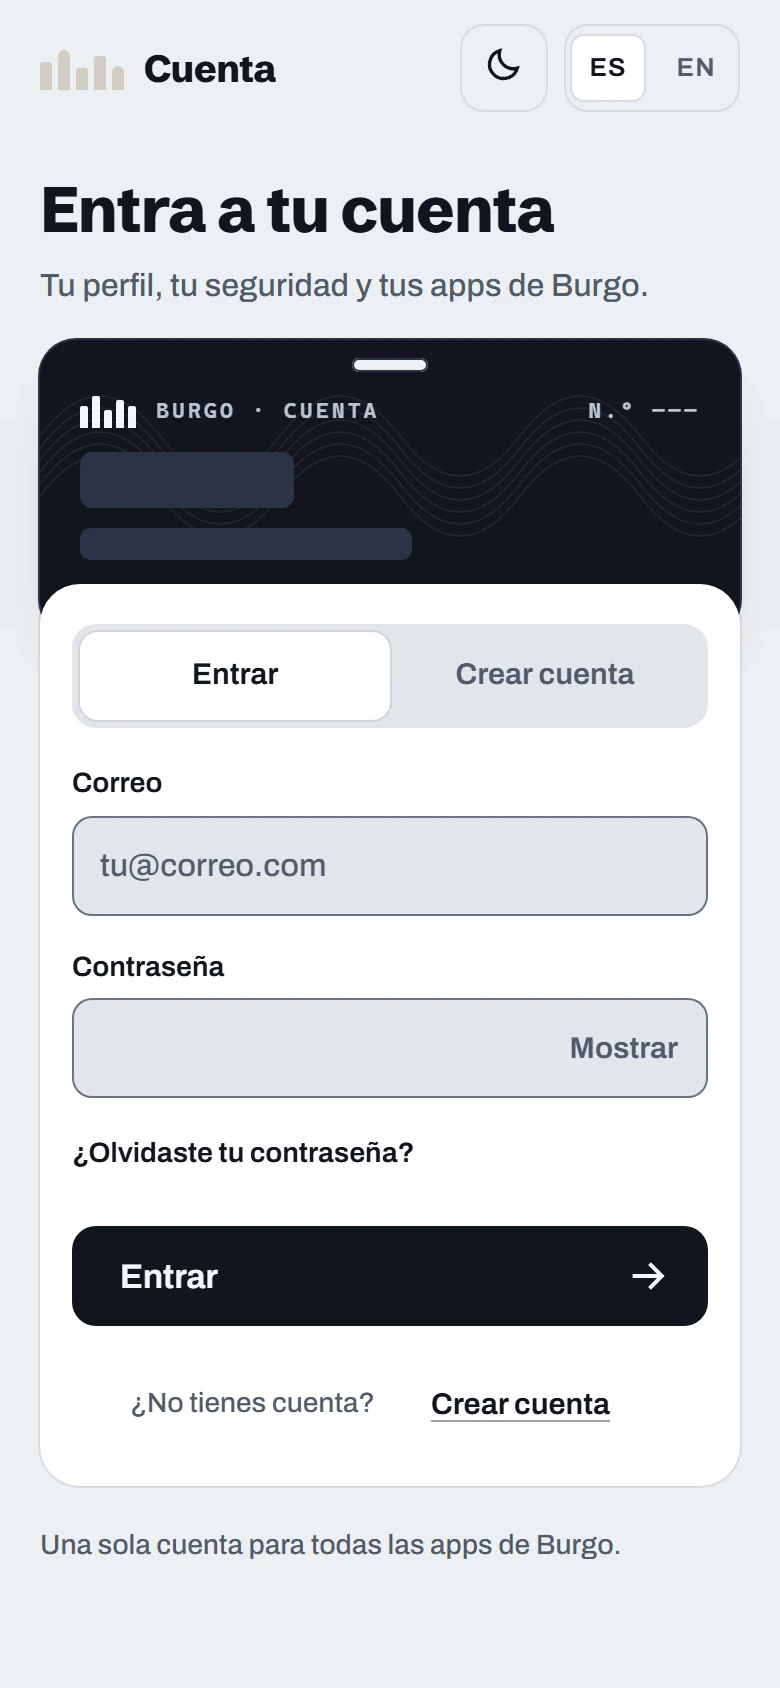 Cuenta
ES EN
Entra a tu cuenta
Tu perfil, tu seguridad y tus apps de Burgo.
BURGO · CUENTA N.º ———
Entrar Crear cuenta
Correo
tu@correo.com
Contraseña
Mostrar
¿Olvidaste tu contraseña?
Entrar →
¿No tienes cuenta? Crear cuenta
Una sola cuenta para todas las apps de Burgo.